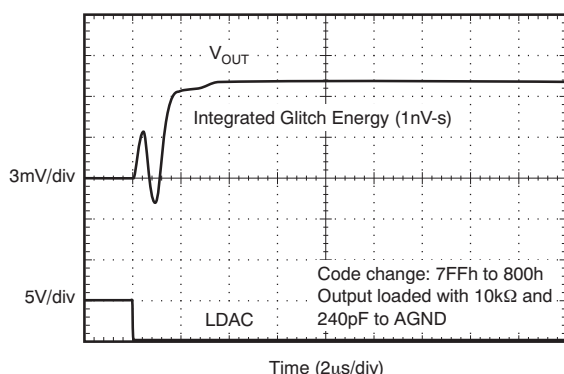 V_OUT
Integrated Glitch Energy (1nV-s)
3mV/div
Code change: 7FFh to 800h
5V/div
Output loaded with 10kΩ and
LDAC
240pF to AGND
Time (2μs/div)